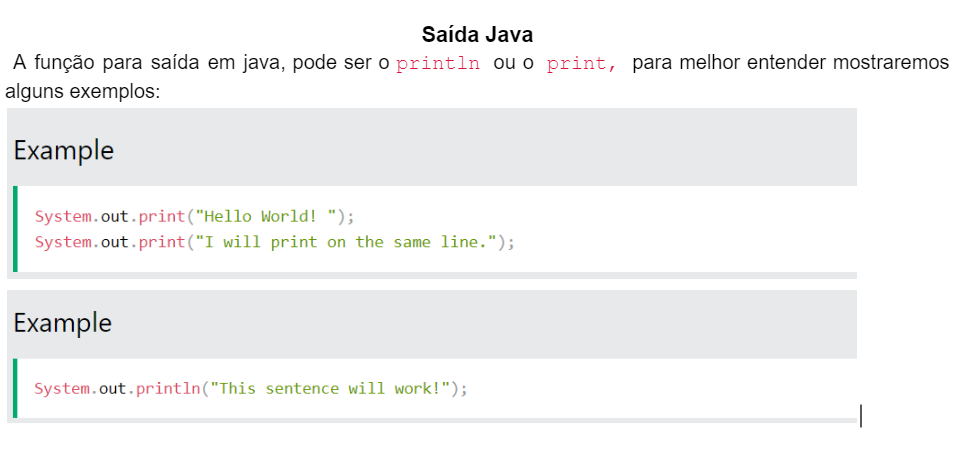 Saída Java
A função para saída em java, pode ser o println ou o print, para melhor entender mostraremos
alguns exemplos:
Example
System.out.print("Hello World! ");
System.out.print("I will print on the same line.");
Example
System.out.println("This sentence will work!");